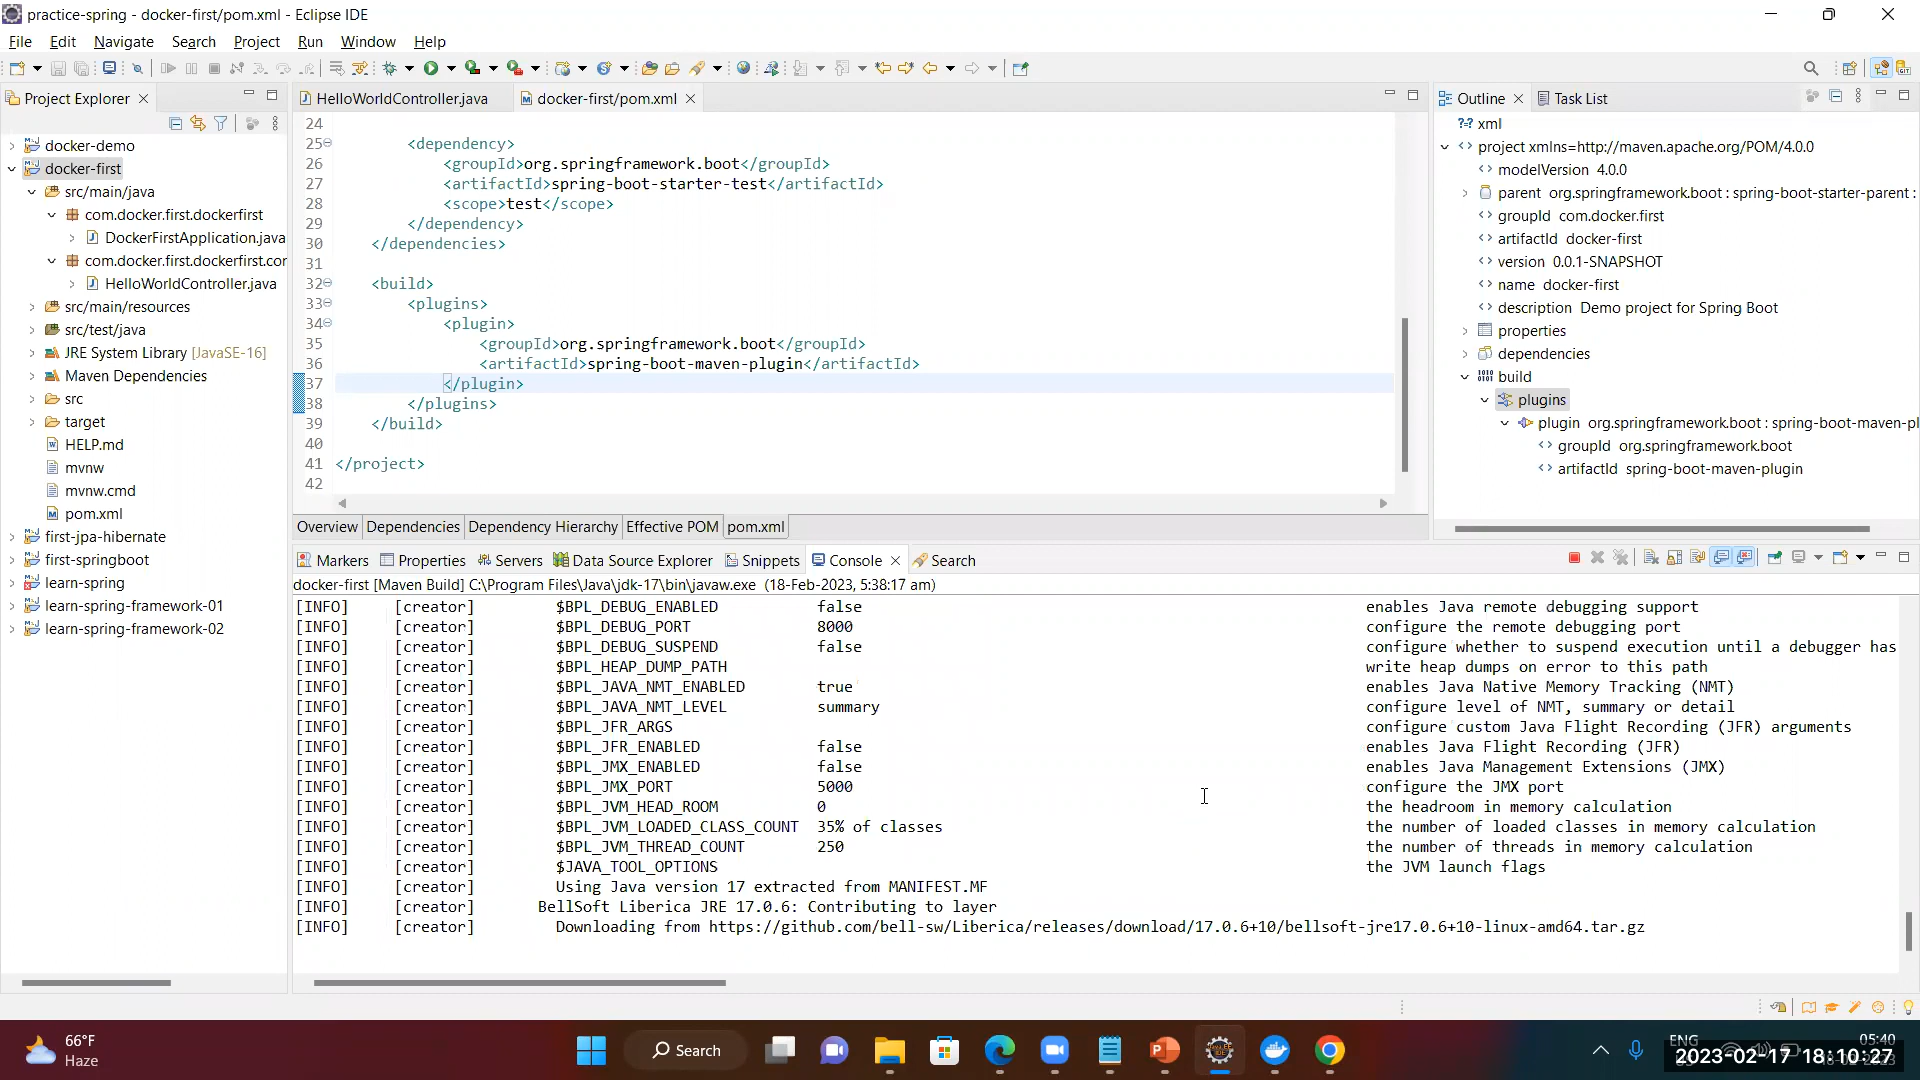 practice-spring - docker-first/pom.xml - Eclipse IDE
File Edit Navigate Search Project Run Window Help
Project Explorer
docker-demo
docker-first
src/main/java
com.docker.first.dockerfirst
DockerFirstApplication.java
com.docker.first.dockerfirst.cor
HelloWorldController.java
src/main/resources
src/test/java
JRE System Library [JavaSE-16]
Maven Dependencies
src
target
HELP.md
mvnw
mvnw.cmd
pom.xml
first-jpa-hibernate
first-springboot
learn-spring
learn-spring-framework-01
learn-spring-framework-02
HelloWorldController.java docker-first/pom.xml
24
25 <dependency>
26 <groupId>org.springframework.boot</groupId>
27 <artifactId>spring-boot-starter-test</artifactId>
28 <scope>test</scope>
29 </dependency>
30 </dependencies>
31
32 <build>
33 <plugins>
34 <plugin>
35 <groupId>org.springframework.boot</groupId>
36 <artifactId>spring-boot-maven-plugin</artifactId>
37 </plugin>
38 </plugins>
39 </build>
40
41 </project>
42
Overview Dependencies Dependency Hierarchy Effective POM pom.xml
Outline Task List
xml
project xmlns=http://maven.apache.org/POM/4.0.0
modelVersion 4.0.0
parent org.springframework.boot : spring-boot-starter-parent :
groupId com.docker.first
artifactId docker-first
version 0.0.1-SNAPSHOT
name docker-first
description Demo project for Spring Boot
properties
dependencies
build
plugins
plugin org.springframework.boot : spring-boot-maven-pl
groupId org.springframework.boot
artifactId spring-boot-maven-plugin
Markers Properties Servers Data Source Explorer Snippets Console Search
docker-first [Maven Build] C:\Program Files\Java\jdk-17\bin\javaw.exe (18-Feb-2023, 5:38:17 am)
[INFO] [creator] $BPL_DEBUG_ENABLED false enables Java remote debugging support
[INFO] [creator] $BPL_DEBUG_PORT 8000 configure the remote debugging port
[INFO] [creator] $BPL_DEBUG_SUSPEND false configure whether to suspend execution until a debugger has
[INFO] [creator] $BPL_HEAP_DUMP_PATH write heap dumps on error to this path
[INFO] [creator] $BPL_JAVA_NMT_ENABLED true enables Java Native Memory Tracking (NMT)
[INFO] [creator] $BPL_JAVA_NMT_LEVEL summary configure level of NMT, summary or detail
[INFO] [creator] $BPL_JFR_ARGS configure custom Java Flight Recording (JFR) arguments
[INFO] [creator] $BPL_JFR_ENABLED false enables Java Flight Recording (JFR)
[INFO] [creator] $BPL_JMX_ENABLED false enables Java Management Extensions (JMX)
[INFO] [creator] $BPL_JMX_PORT 5000 configure the JMX port
[INFO] [creator] $BPL_JVM_HEAD_ROOM 0 the headroom in memory calculation
[INFO] [creator] $BPL_JVM_LOADED_CLASS_COUNT 35% of classes the number of loaded classes in memory calculation
[INFO] [creator] $BPL_JVM_THREAD_COUNT 250 the number of threads in memory calculation
[INFO] [creator] $JAVA_TOOL_OPTIONS the JVM launch flags
[INFO] [creator] Using Java version 17 extracted from MANIFEST.MF
[INFO] [creator] BellSoft Liberica JRE 17.0.6: Contributing to layer
[INFO] [creator] Downloading from https://github.com/bell-sw/Liberica/releases/download/17.0.6+10/bellsoft-jre17.0.6+10-linux-amd64.tar.gz
66°F
Haze
Search
ENG
05:40
2023-02-17 18:10:27